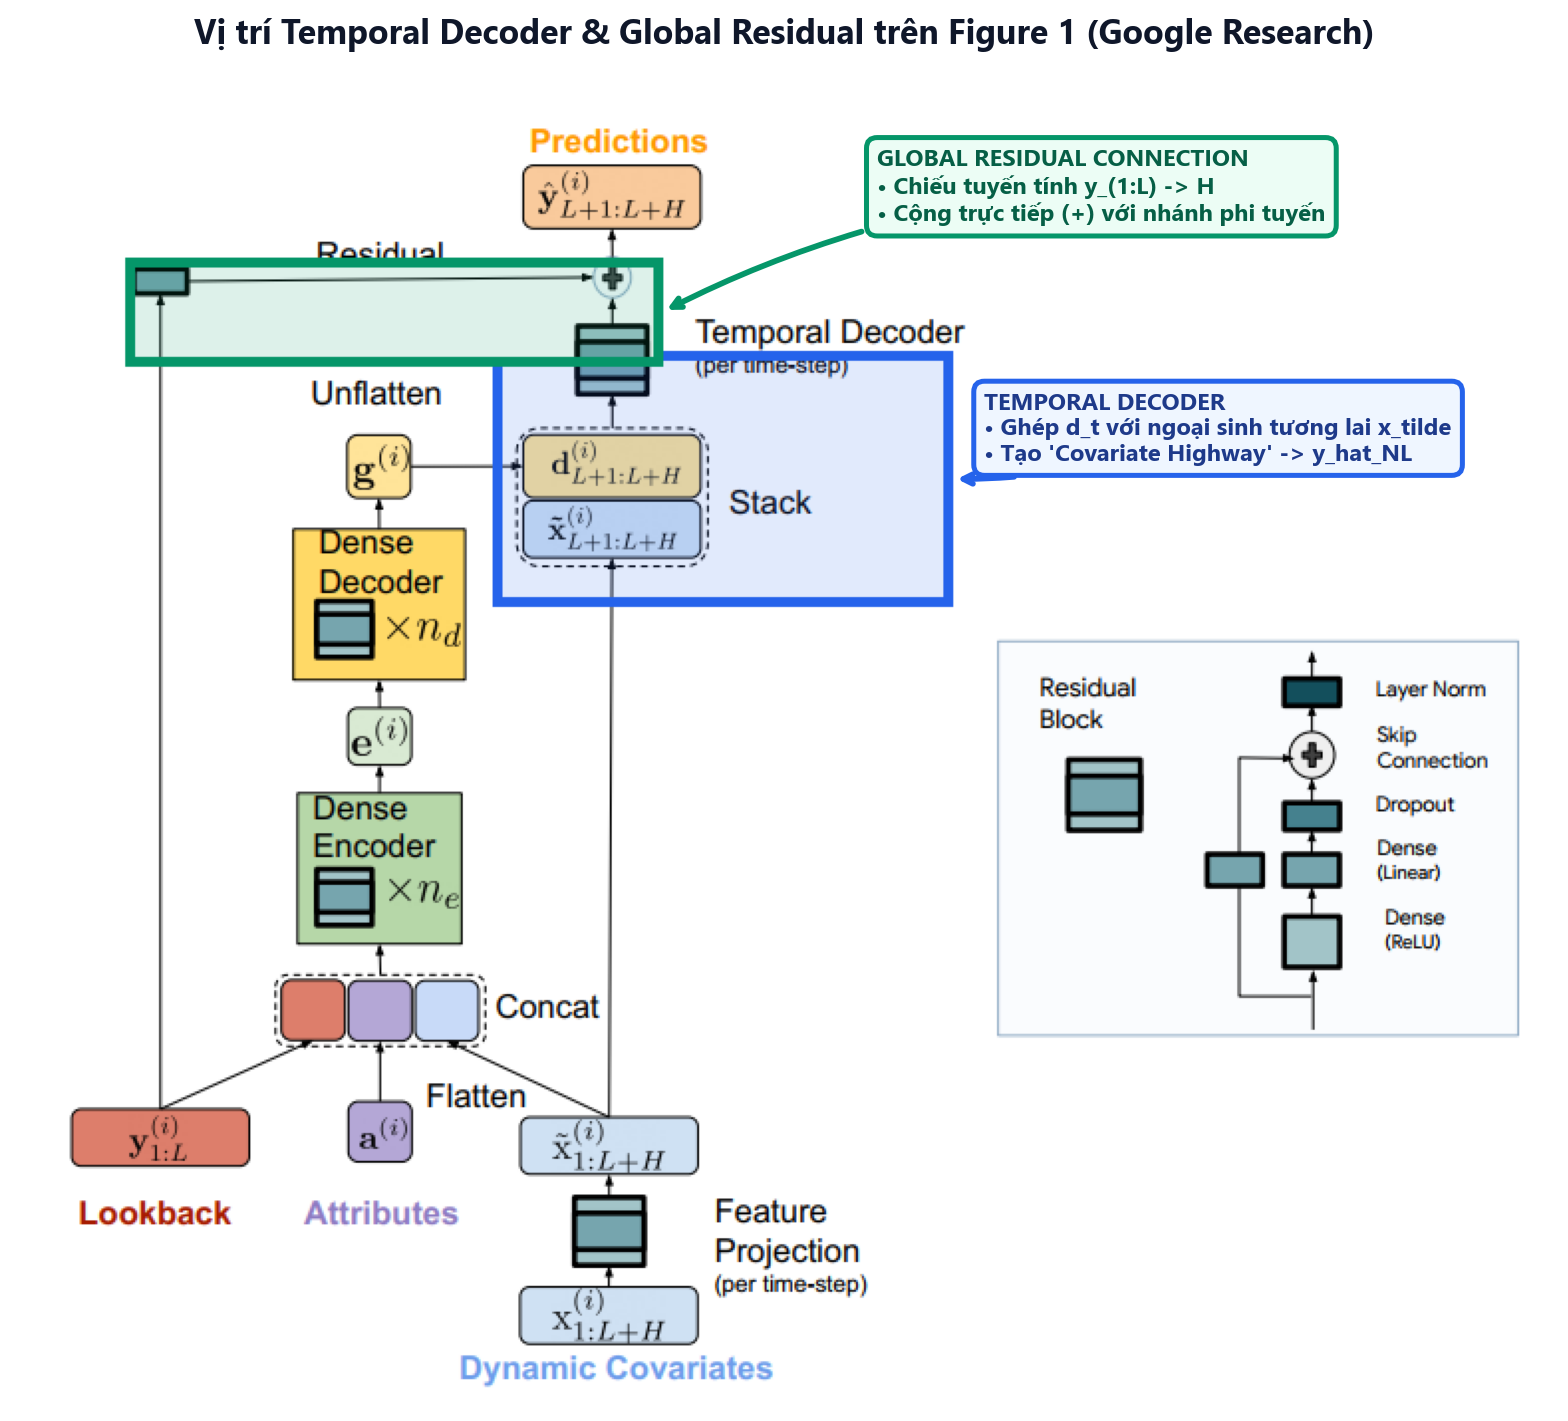 Vị trí Temporal Decoder & Global Residual trên Figure 1 (Google Research)
Predictions
ŷ^{(i)}_{L+1:L+H}
GLOBAL RESIDUAL CONNECTION
• Chiếu tuyến tính y_(1:L) -> H
• Cộng trực tiếp (+) với nhánh phi tuyến
Residual
Temporal Decoder
(per time-step)
TEMPORAL DECODER
• Ghép d_t với ngoại sinh tương lai x_tilde
• Tạo 'Covariate Highway' -> y_hat_NL
Unflatten
g^{(i)}
d^{(i)}_{L+1:L+H}
Stack
x̃^{(i)}_{L+1:L+H}
Dense
Decoder
×n_d
e^{(i)}
Dense
Encoder
×n_e
Concat
Flatten
y^{(i)}_{1:L}
a^{(i)}
x̃^{(i)}_{1:L+H}
Lookback
Attributes
Feature
Projection
(per time-step)
x^{(i)}_{1:L+H}
Dynamic Covariates
Residual
Block
Layer Norm
Skip
Connection
Dropout
Dense
(Linear)
Dense
(ReLU)